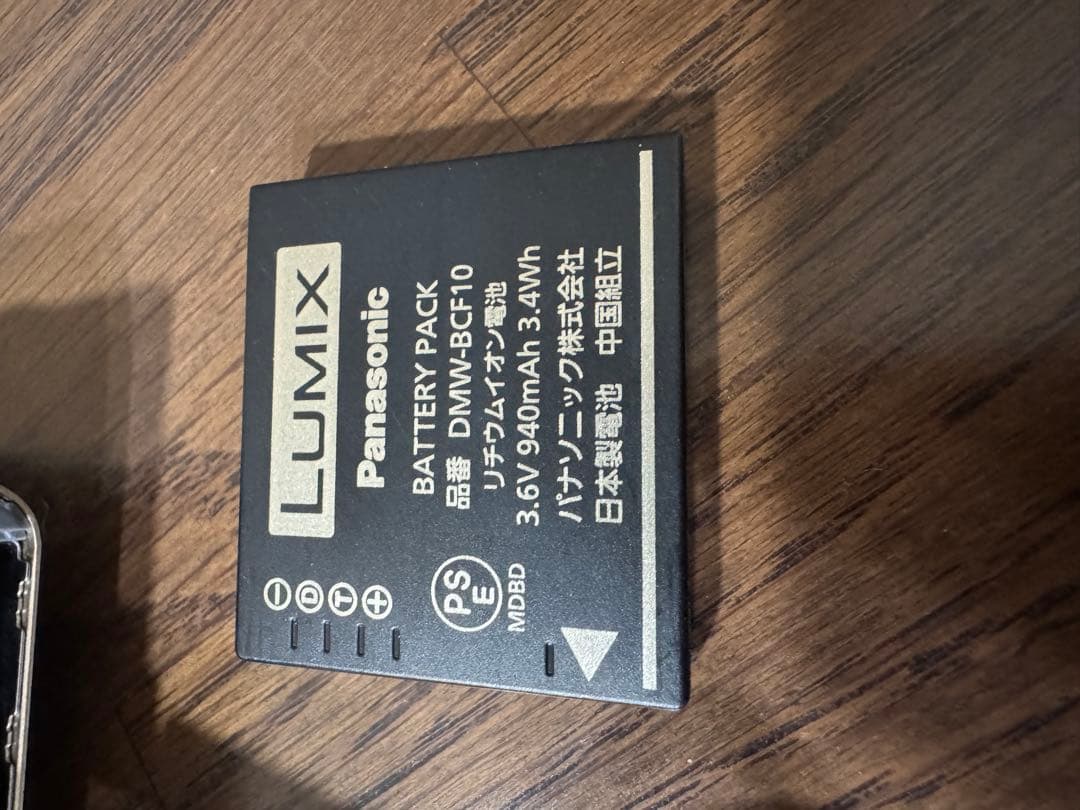 LUMIX
Panasonic
BATTERY PACK
品番 DMW-BCF10
リチウムイオン電池
3.6V 940mAh 3.4Wh
パナソニック株式会社
日本製電池 中国組立
− D T +
PSE
MDBD